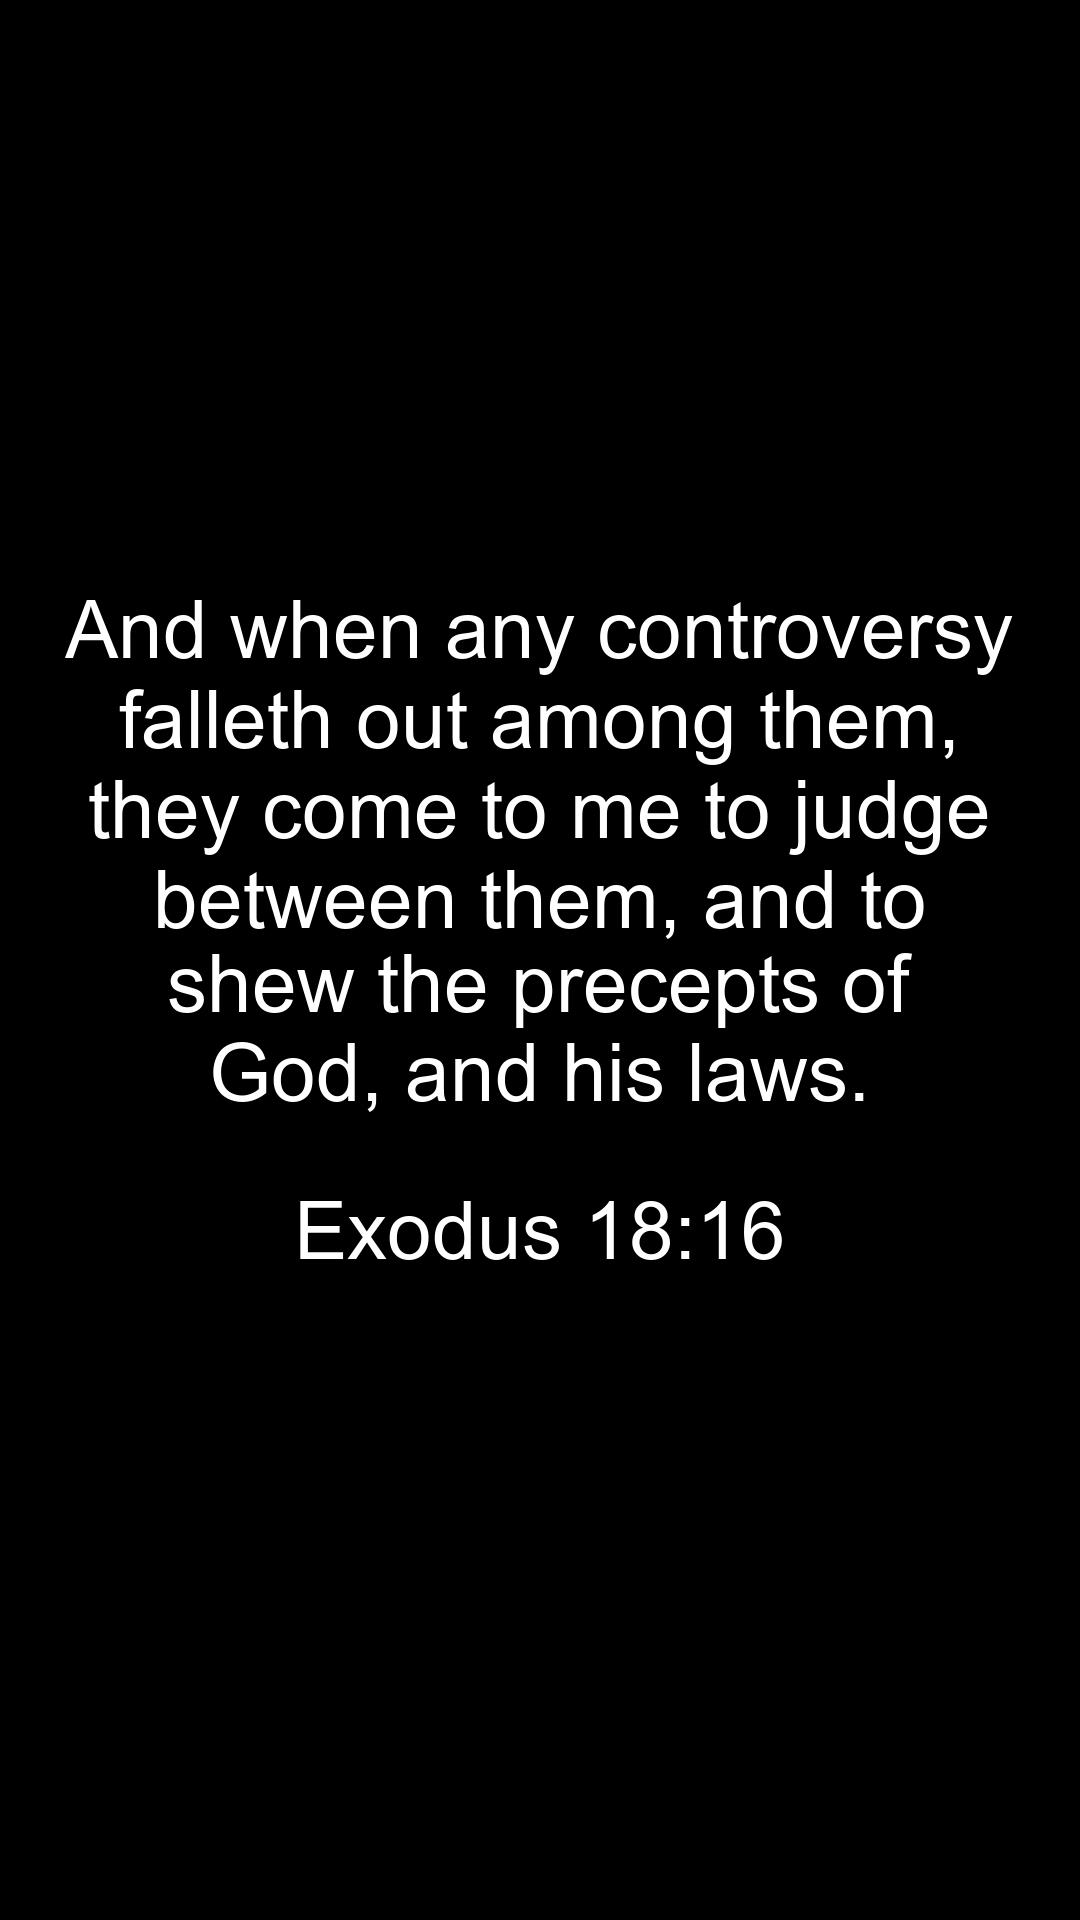 And when any controversy
falleth out among them,
they come to me to judge
between them, and to
shew the precepts of
God, and his laws.
Exodus 18:16